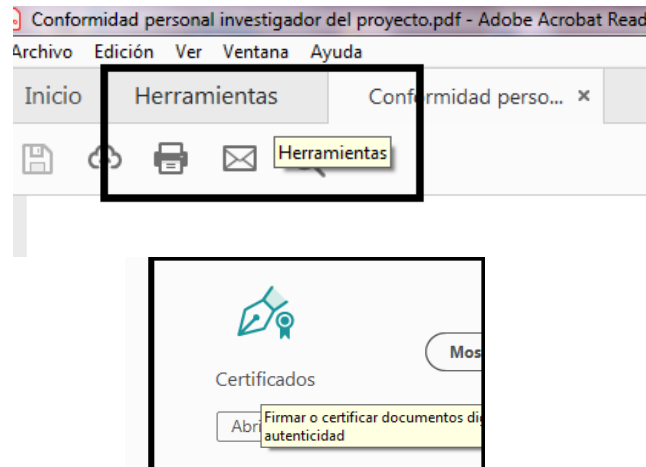 Conformidad personal investigador del proyecto.pdf - Adobe Acrobat Read
Archivo Edición Ver Ventana Ayuda
Inicio Herramientas Conformidad perso... ×
Herramientas
Mos
Certificados
Abri
Firmar o certificar documentos di
autenticidad